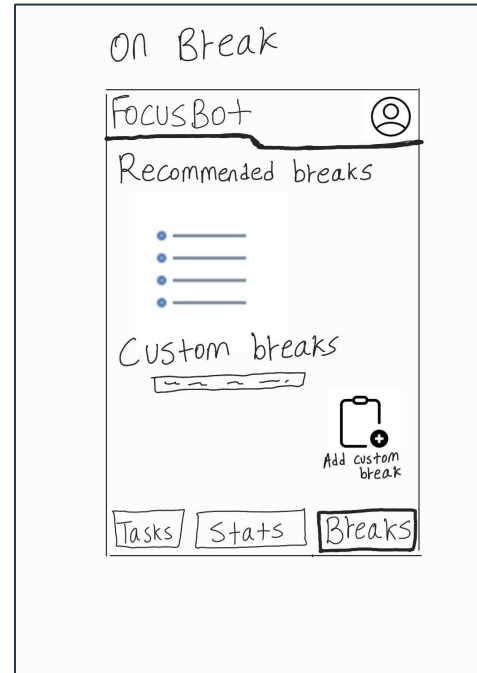 On Break
FocusBot
Recommended breaks
Custom breaks
Add custom
break
Tasks
Stats
Breaks